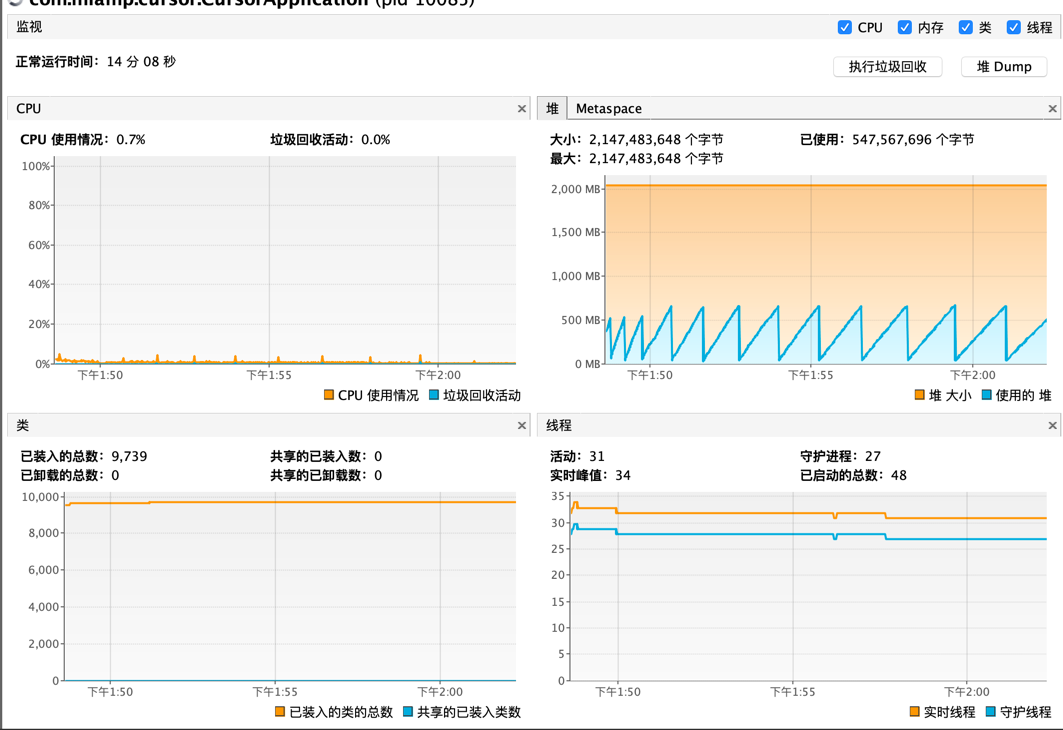 com.miamp.cursor.CursorApplication (pid 10085)
监视
CPU 内存 类 线程
正常运行时间： 14 分 08 秒
执行垃圾回收 堆 Dump
CPU
CPU 使用情况： 0.7% 垃圾回收活动： 0.0%
100%
80%
60%
40%
20%
0%
下午1:50 下午1:55 下午2:00
CPU 使用情况 垃圾回收活动
堆 Metaspace
大小： 2,147,483,648 个字节 已使用： 547,567,696 个字节
最大： 2,147,483,648 个字节
2,000 MB
1,500 MB
1,000 MB
500 MB
0 MB
下午1:50 下午1:55 下午2:00
堆 大小 使用的 堆
类
已装入的总数： 9,739 共享的已装入数： 0
已卸载的总数： 0 共享的已卸载数： 0
10,000
8,000
6,000
4,000
2,000
0
下午1:50 下午1:55 下午2:00
已装入的类的总数 共享的已装入类数
线程
活动： 31 守护进程： 27
实时峰值： 34 已启动的总数： 48
35
30
25
20
15
10
5
0
下午1:50 下午1:55 下午2:00
实时线程 守护线程